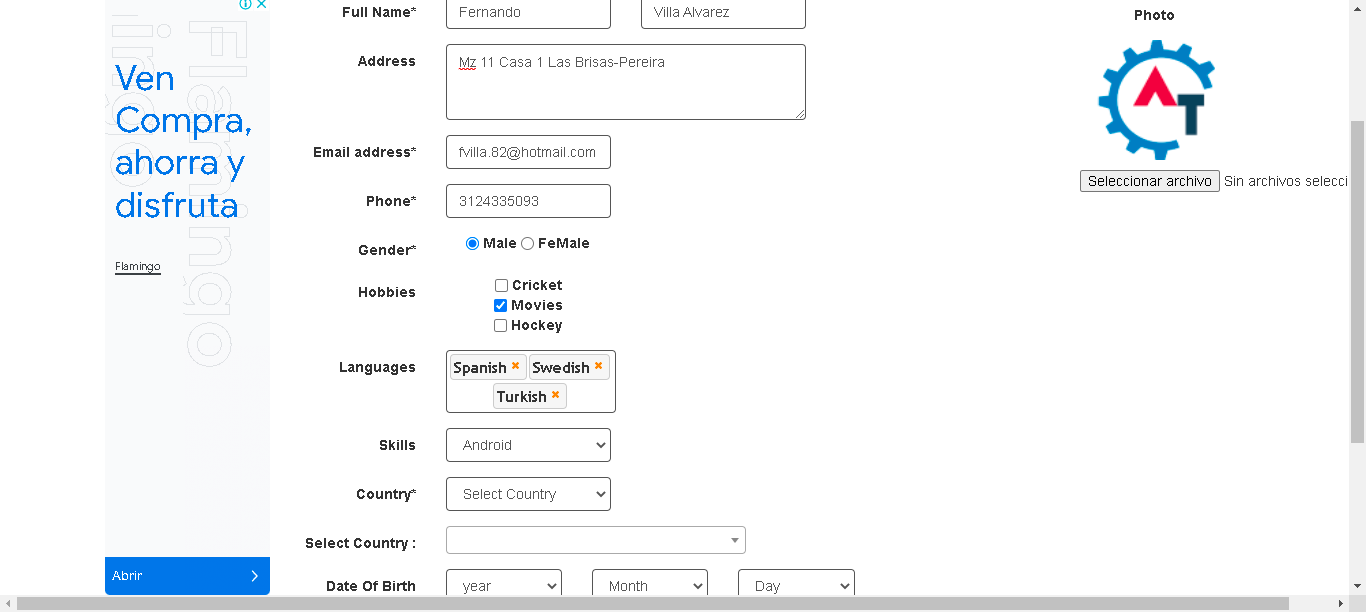 Full Name*
Fernando
Villa Alvarez
Photo
Ven
Compra,
ahorra y
disfruta
Flamingo
Flamingo
Abrir
Address
Mz 11 Casa 1 Las Brisas-Pereira
AT
Seleccionar archivo Sin archivos selecci
Email address*
fvilla.82@hotmail.com
Phone*
3124335093
Gender*
Male FeMale
Hobbies
Cricket
Movies
Hockey
Languages
Spanish Swedish
Turkish
Skills
Android
Country*
Select Country
Select Country :
Date Of Birth
year Month Day